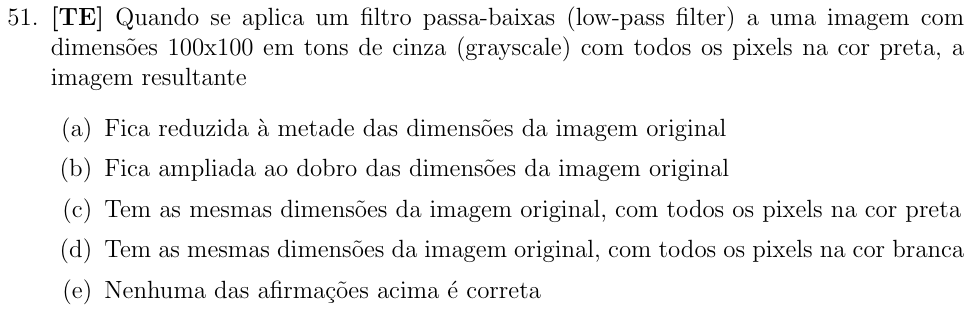 51. [TE] Quando se aplica um filtro passa-baixas (low-pass filter) a uma imagem com
dimensões 100x100 em tons de cinza (grayscale) com todos os pixels na cor preta, a
imagem resultante
(a) Fica reduzida à metade das dimensões da imagem original
(b) Fica ampliada ao dobro das dimensões da imagem original
(c) Tem as mesmas dimensões da imagem original, com todos os pixels na cor preta
(d) Tem as mesmas dimensões da imagem original, com todos os pixels na cor branca
(e) Nenhuma das afirmações acima é correta